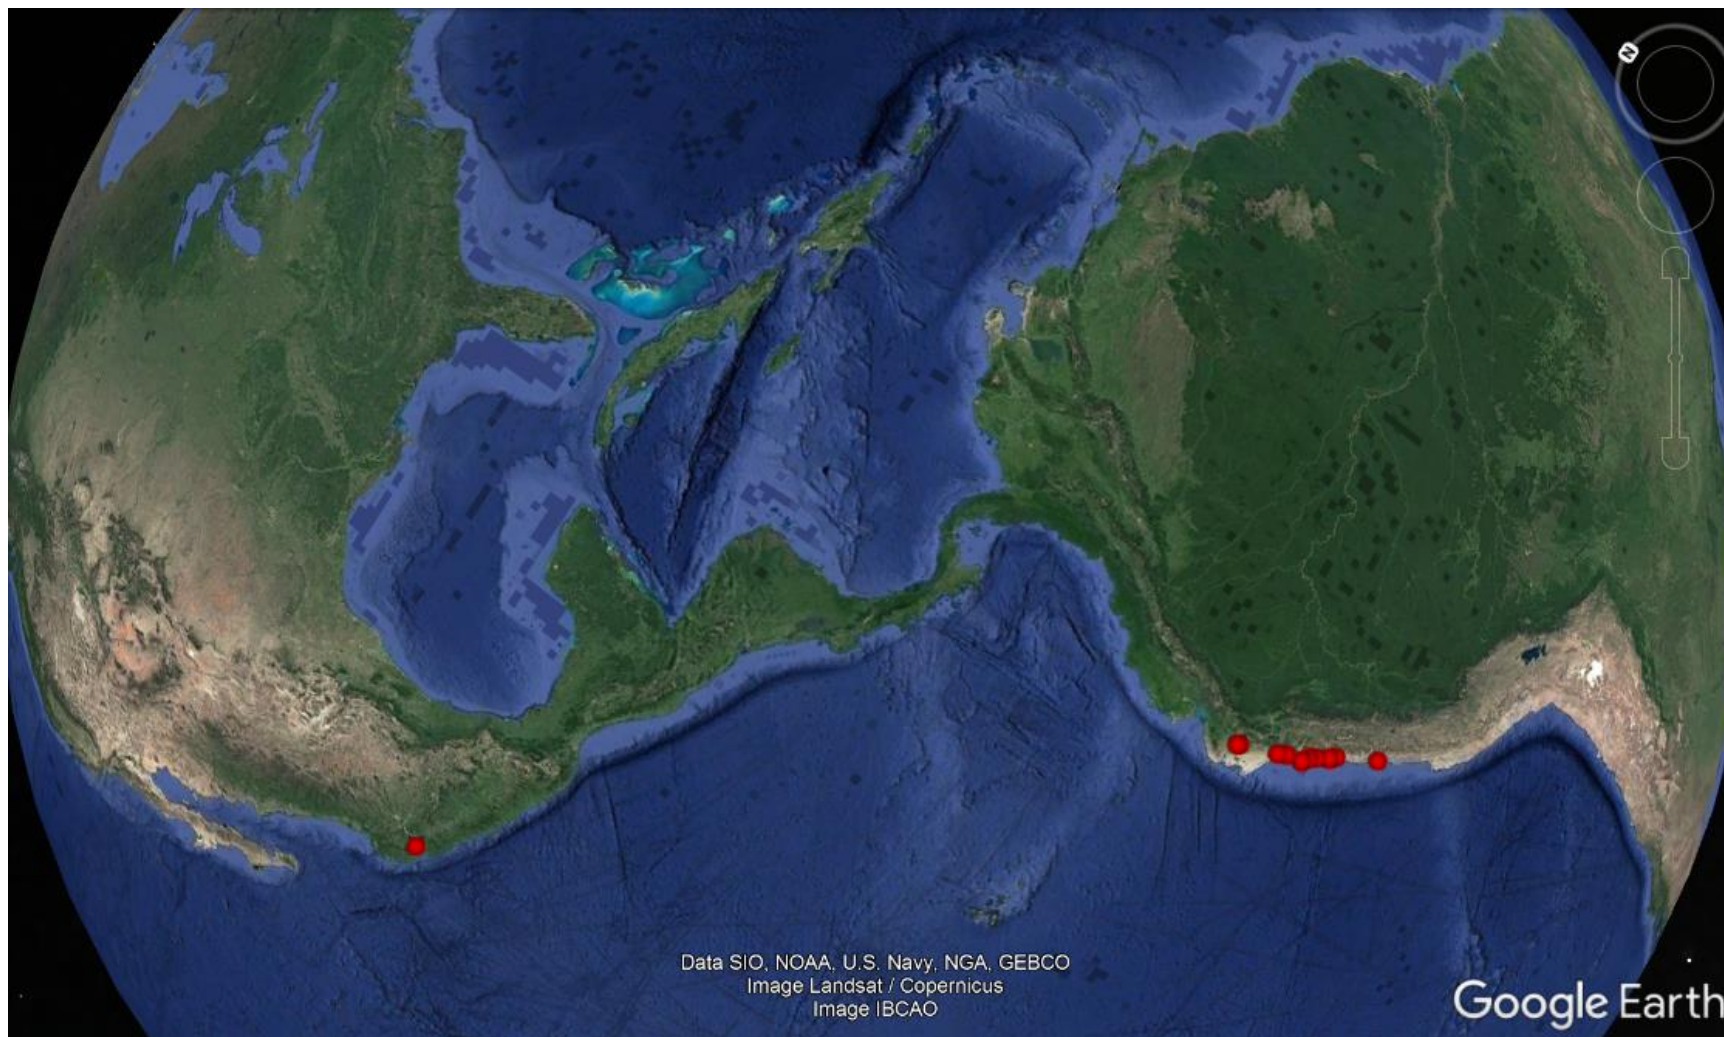 N
Data SIO, NOAA, U.S. Navy, NGA, GEBCO
Image Landsat / Copernicus
Image IBCAO
Google Earth